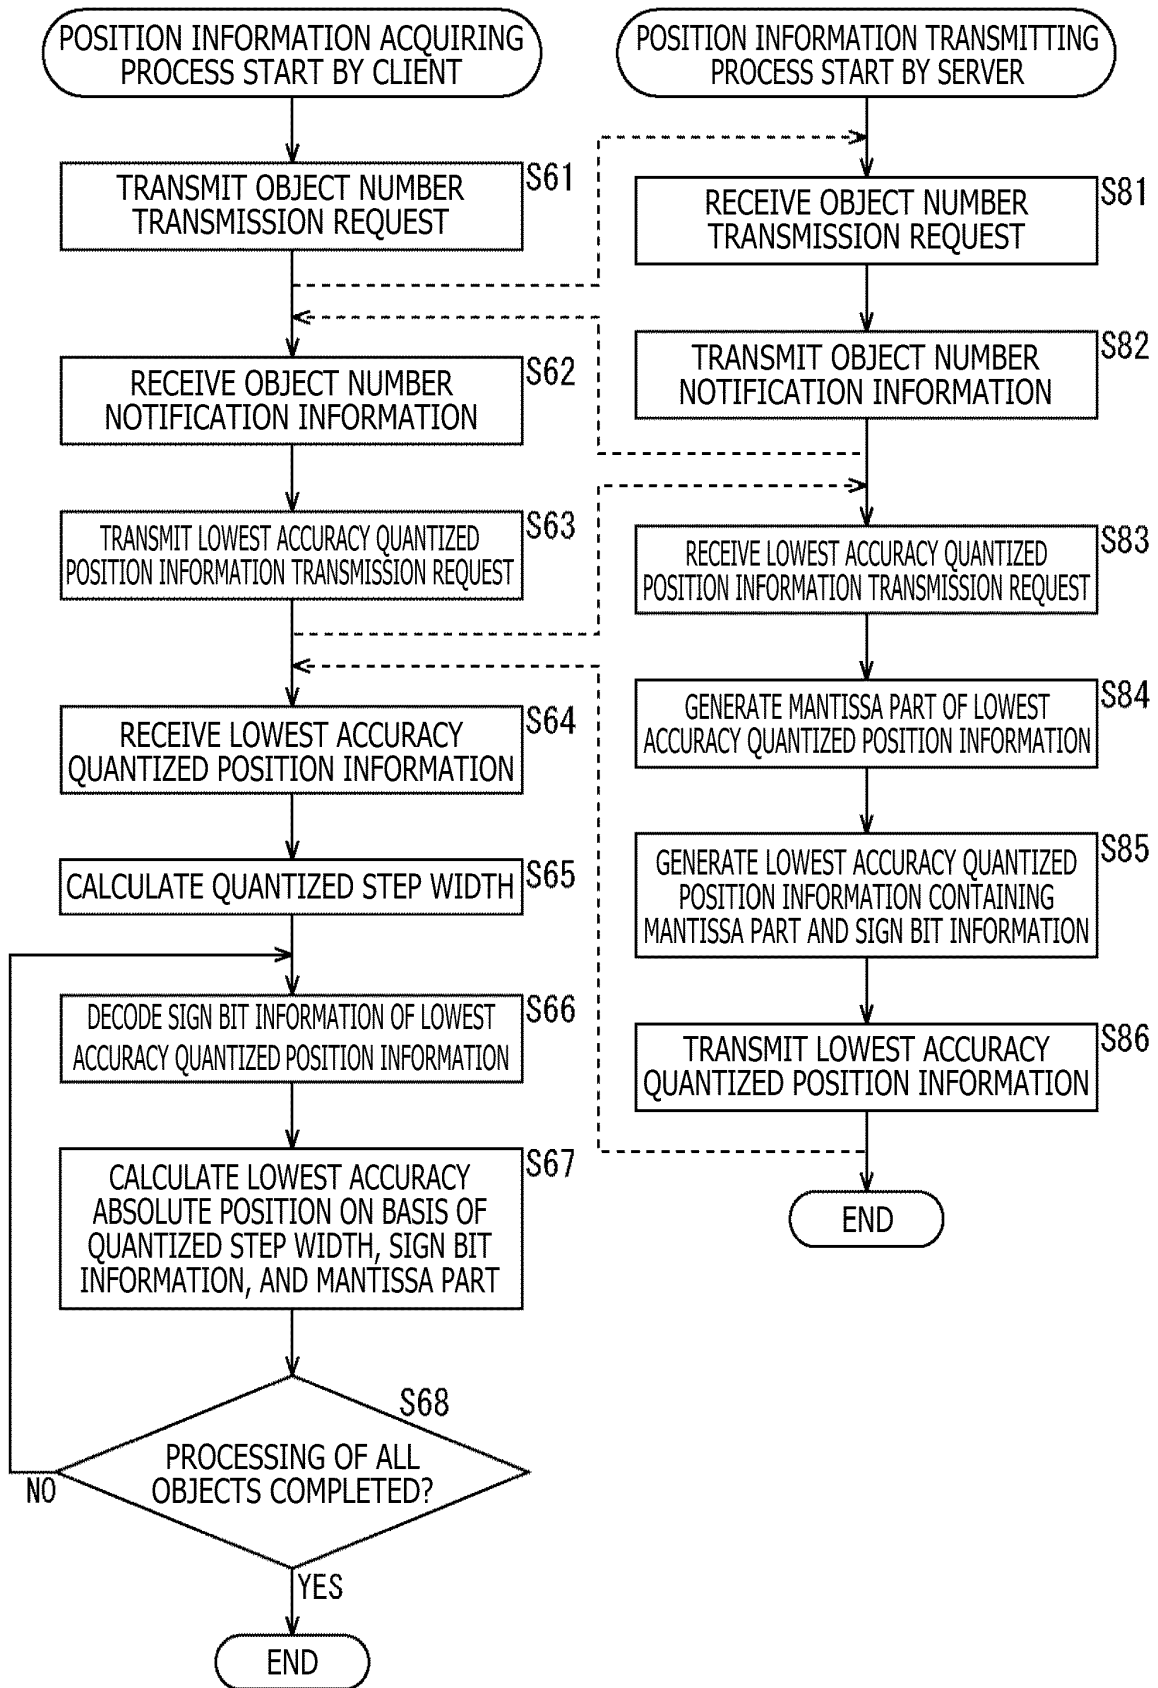 POSITION INFORMATION ACQUIRING
PROCESS START BY CLIENT
S61
TRANSMIT OBJECT NUMBER
TRANSMISSION REQUEST
S62
RECEIVE OBJECT NUMBER
NOTIFICATION INFORMATION
S63
TRANSMIT LOWEST ACCURACY QUANTIZED
POSITION INFORMATION TRANSMISSION REQUEST
S64
RECEIVE LOWEST ACCURACY
QUANTIZED POSITION INFORMATION
S65
CALCULATE QUANTIZED STEP WIDTH
S66
DECODE SIGN BIT INFORMATION OF LOWEST
ACCURACY QUANTIZED POSITION INFORMATION
S67
CALCULATE LOWEST ACCURACY
ABSOLUTE POSITION ON BASIS OF
QUANTIZED STEP WIDTH, SIGN BIT
INFORMATION, AND MANTISSA PART
S68
PROCESSING OF ALL
OBJECTS COMPLETED?
NO
YES
END
POSITION INFORMATION TRANSMITTING
PROCESS START BY SERVER
S81
RECEIVE OBJECT NUMBER
TRANSMISSION REQUEST
S82
TRANSMIT OBJECT NUMBER
NOTIFICATION INFORMATION
S83
RECEIVE LOWEST ACCURACY QUANTIZED
POSITION INFORMATION TRANSMISSION REQUEST
S84
GENERATE MANTISSA PART OF LOWEST
ACCURACY QUANTIZED POSITION INFORMATION
S85
GENERATE LOWEST ACCURACY QUANTIZED
POSITION INFORMATION CONTAINING
MANTISSA PART AND SIGN BIT INFORMATION
S86
TRANSMIT LOWEST ACCURACY
QUANTIZED POSITION INFORMATION
END